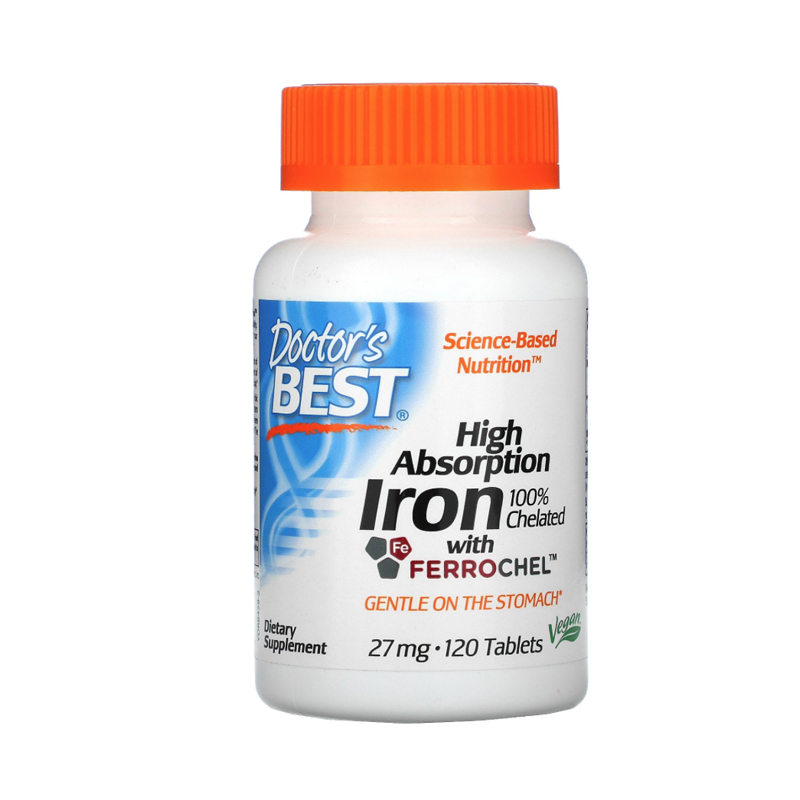 Doctor's
BEST®
Science-Based
Nutrition™
High
Absorption
Iron 100%
Chelated
with
Fe
FERROCHEL™
GENTLE ON THE STOMACH*
Dietary
Supplement
27 mg • 120 Tablets
Vegan